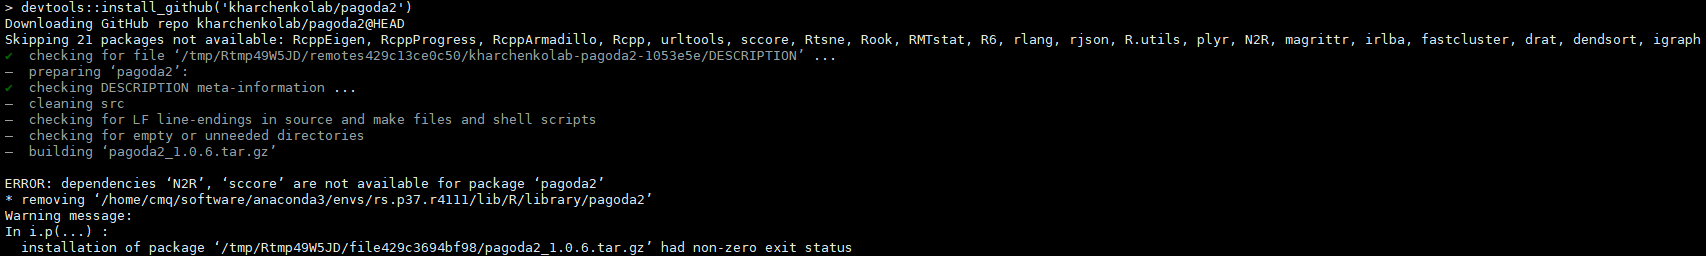 > devtools::install_github('kharchenkolab/pagoda2')
Downloading GitHub repo kharchenkolab/pagoda2@HEAD
Skipping 21 packages not available: RcppEigen, RcppProgress, RcppArmadillo, Rcpp, urltools, sccore, Rtsne, Rook, RMTstat, R6, rlang, rjson, R.utils, plyr, N2R, magrittr, irlba, fastcluster, drat, dendsort, igraph
✔  checking for file ‘/tmp/Rtmp49W5JD/remotes429c13ce0c50/kharchenkolab-pagoda2-1053e5e/DESCRIPTION’ ...
─  preparing ‘pagoda2’:
✔  checking DESCRIPTION meta-information ...
─  cleaning src
─  checking for LF line-endings in source and make files and shell scripts
─  checking for empty or unneeded directories
─  building ‘pagoda2_1.0.6.tar.gz’
ERROR: dependencies ‘N2R’, ‘sccore’ are not available for package ‘pagoda2’
* removing ‘/home/cmq/software/anaconda3/envs/rs.p37.r4111/lib/R/library/pagoda2’
Warning message:
In i.p(...) :
  installation of package ‘/tmp/Rtmp49W5JD/file429c3694bf98/pagoda2_1.0.6.tar.gz’ had non-zero exit status